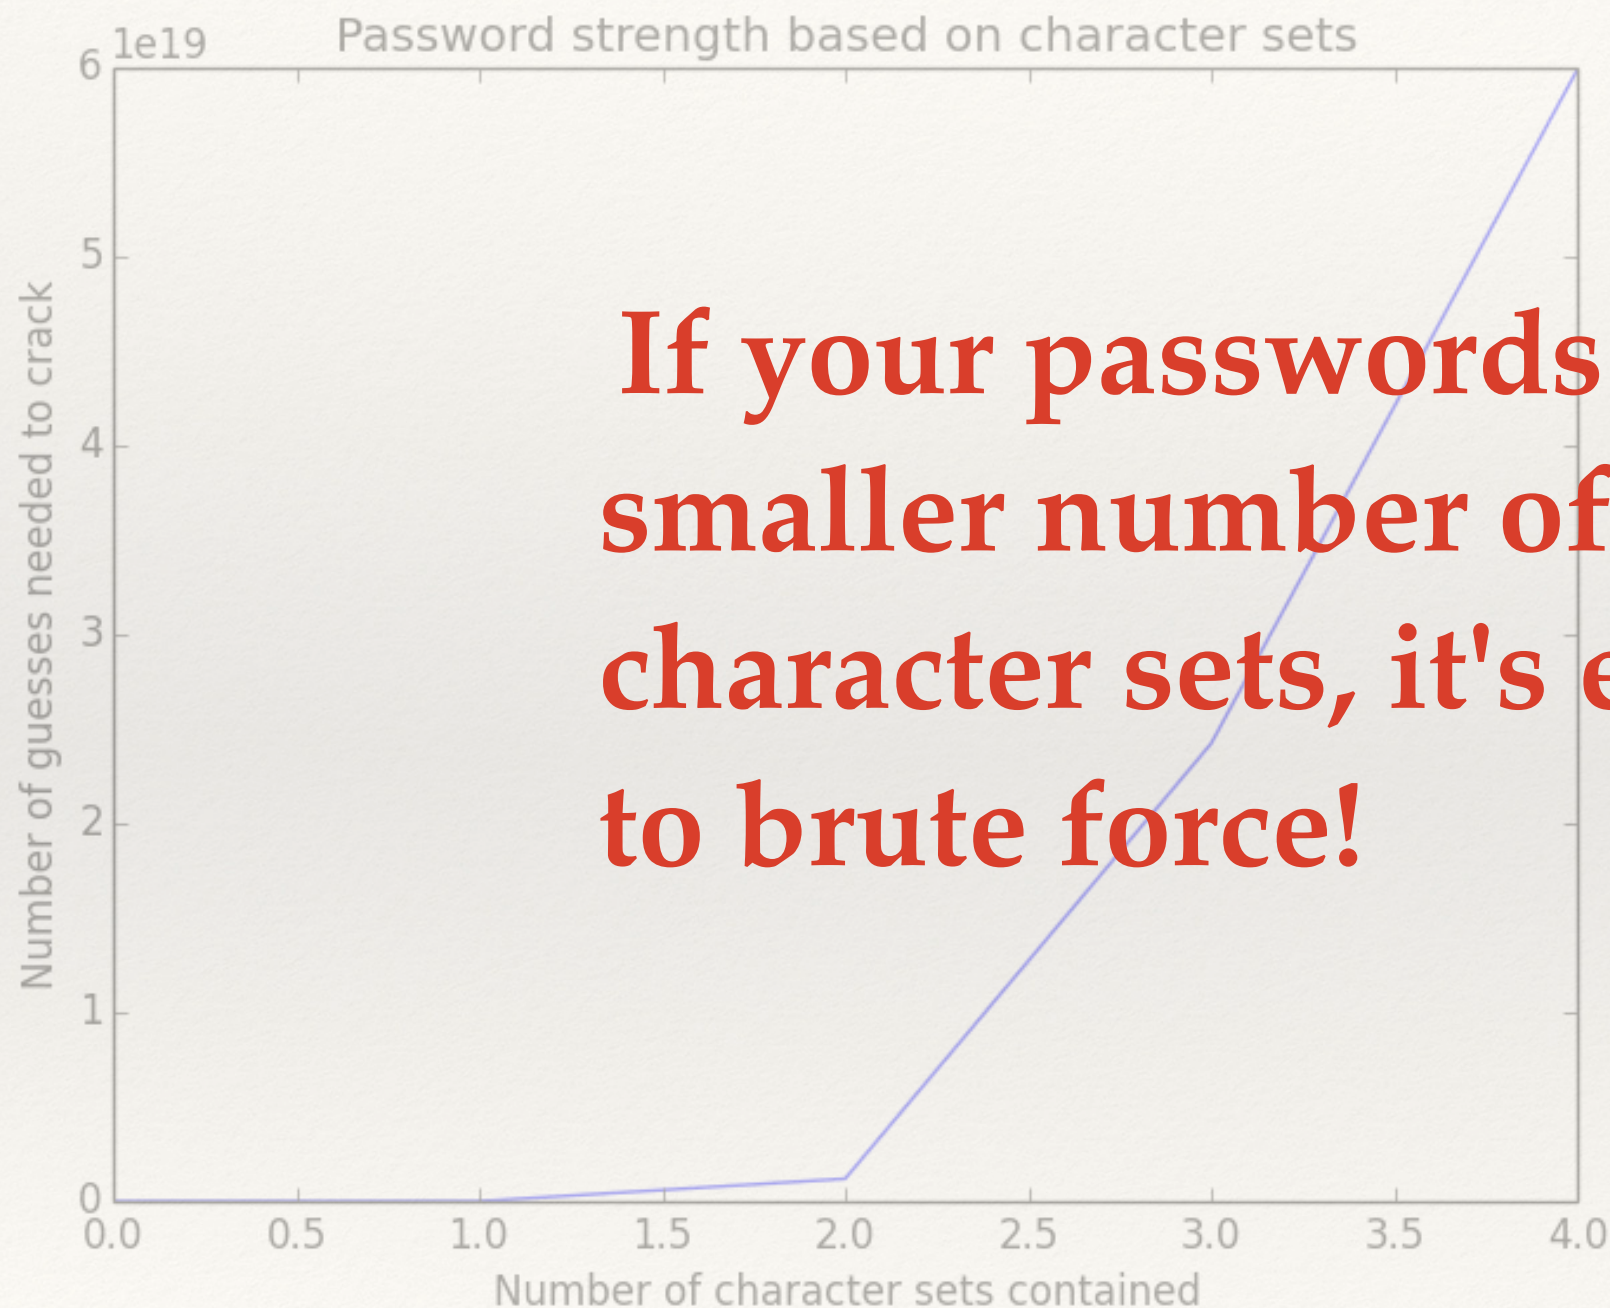 Password strength based on character sets
1e19
6
5
4
3
2
1
0
Number of guesses needed to crack
If your passwords
smaller number of
character sets, it's
to brute force!
0.0 0.5 1.0 1.5 2.0 2.5 3.0 3.5 4.0
Number of character sets contained